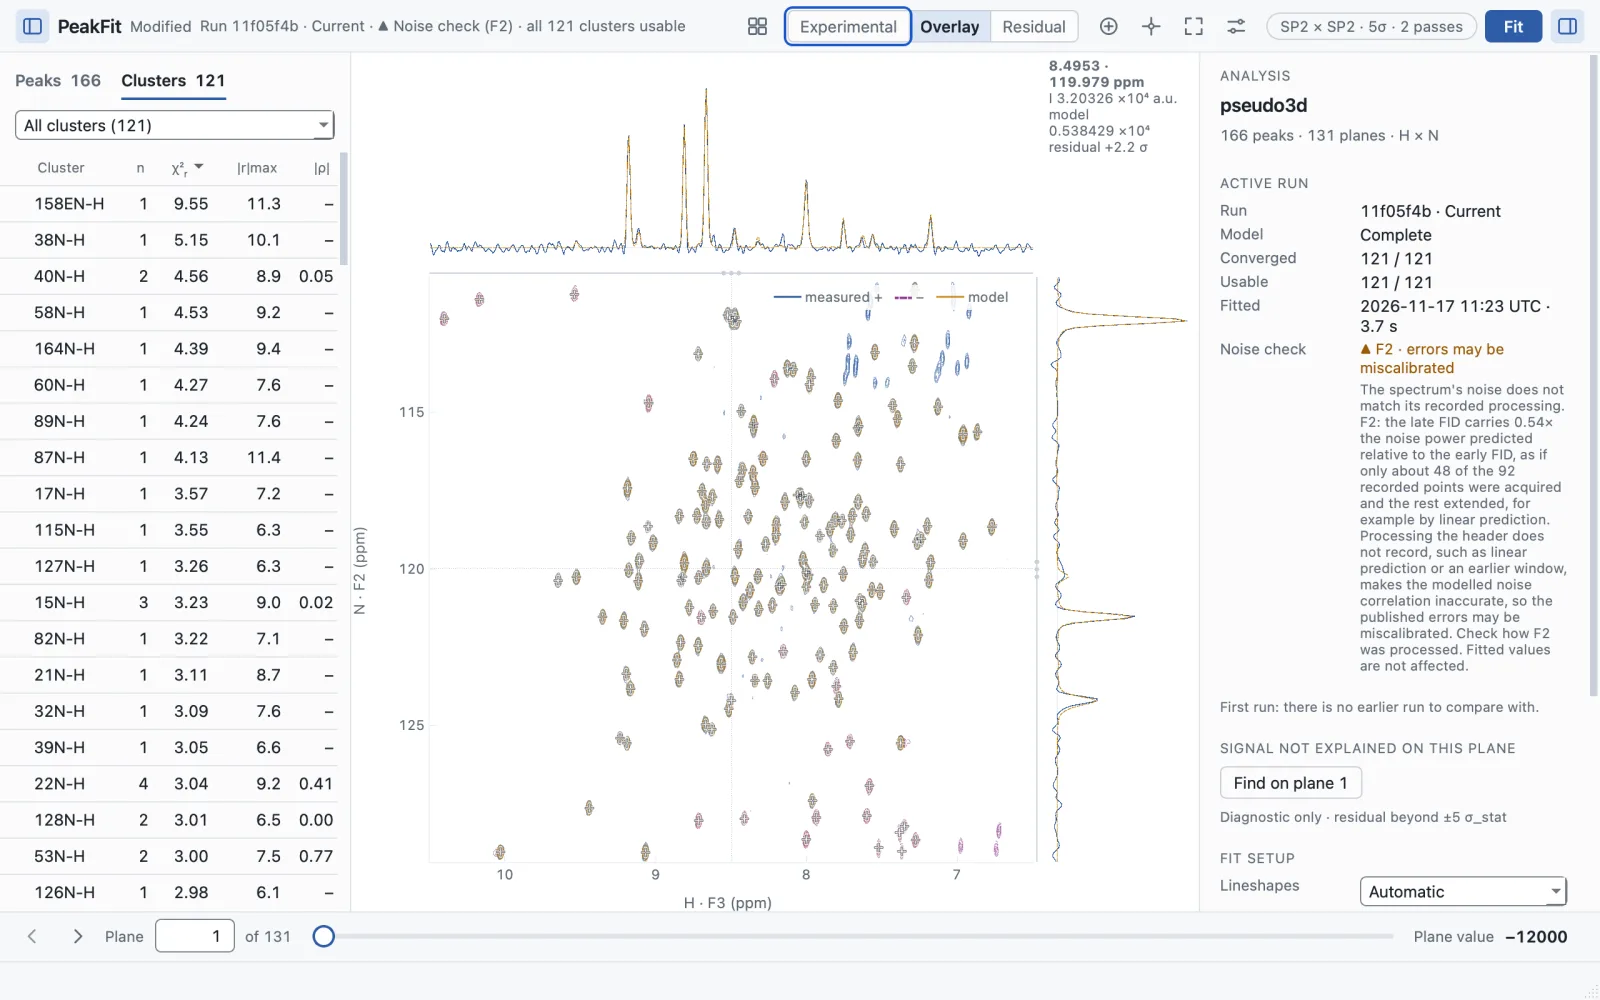 PeakFit Modified Run 11f05f4b · Current · ▲ Noise check (F2) · all 121 clusters usable
Experimental Overlay Residual
SP2 × SP2 · 5σ · 2 passes
Fit
Peaks 166 Clusters 121
All clusters (121)
Cluster n χ²r |r|max |ρ|
158EN-H 1 9.55 11.3 –
38N-H 1 5.15 10.1 –
40N-H 2 4.56 8.9 0.05
58N-H 1 4.53 9.2 –
164N-H 1 4.39 9.4 –
60N-H 1 4.27 7.6 –
89N-H 1 4.24 7.6 –
87N-H 1 4.13 11.4 –
17N-H 1 3.57 7.2 –
115N-H 1 3.55 6.3 –
127N-H 1 3.26 6.3 –
15N-H 3 3.23 9.0 0.02
82N-H 1 3.22 7.1 –
21N-H 1 3.11 8.7 –
32N-H 1 3.09 7.6 –
39N-H 1 3.05 6.6 –
22N-H 4 3.04 9.2 0.41
128N-H 2 3.01 6.5 0.00
53N-H 2 3.00 7.5 0.77
126N-H 1 2.98 6.1 –
8.4953 ·
119.979 ppm
I 3.20326 ×10⁴ a.u.
model
0.538429 ×10⁴
residual +2.2 σ
measured + – model
115
120
125
N · F2 (ppm)
10 9 8 7
H · F3 (ppm)
ANALYSIS
pseudo3d
166 peaks · 131 planes · H × N
ACTIVE RUN
Run 11f05f4b · Current
Model Complete
Converged 121 / 121
Usable 121 / 121
Fitted 2026-11-17 11:23 UTC ·
3.7 s
Noise check ▲ F2 · errors may be
miscalibrated
The spectrum's noise does not
match its recorded processing.
F2: the late FID carries 0.54×
the noise power predicted
relative to the early FID, as if
only about 48 of the 92
recorded points were acquired
and the rest extended, for
example by linear prediction.
Processing the header does
not record, such as linear
prediction or an earlier window,
makes the modelled noise
correlation inaccurate, so the
published errors may be
miscalibrated. Check how F2
was processed. Fitted values
are not affected.
First run: there is no earlier run to compare with.
SIGNAL NOT EXPLAINED ON THIS PLANE
Find on plane 1
Diagnostic only · residual beyond ±5 σ_stat
FIT SETUP
Lineshapes Automatic
Plane 1 of 131
Plane value −12000